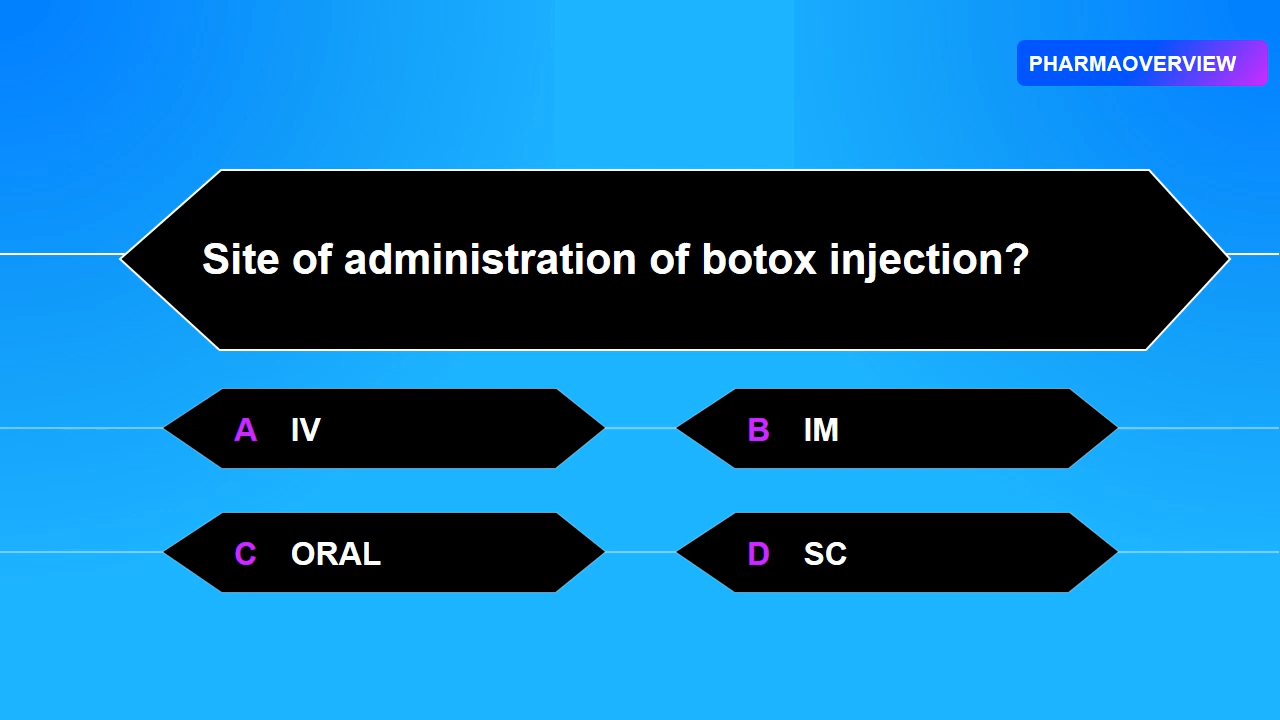 PHARMAOVERVIEW
Site of administration of botox injection?
A IV
B IM
C ORAL
D SC